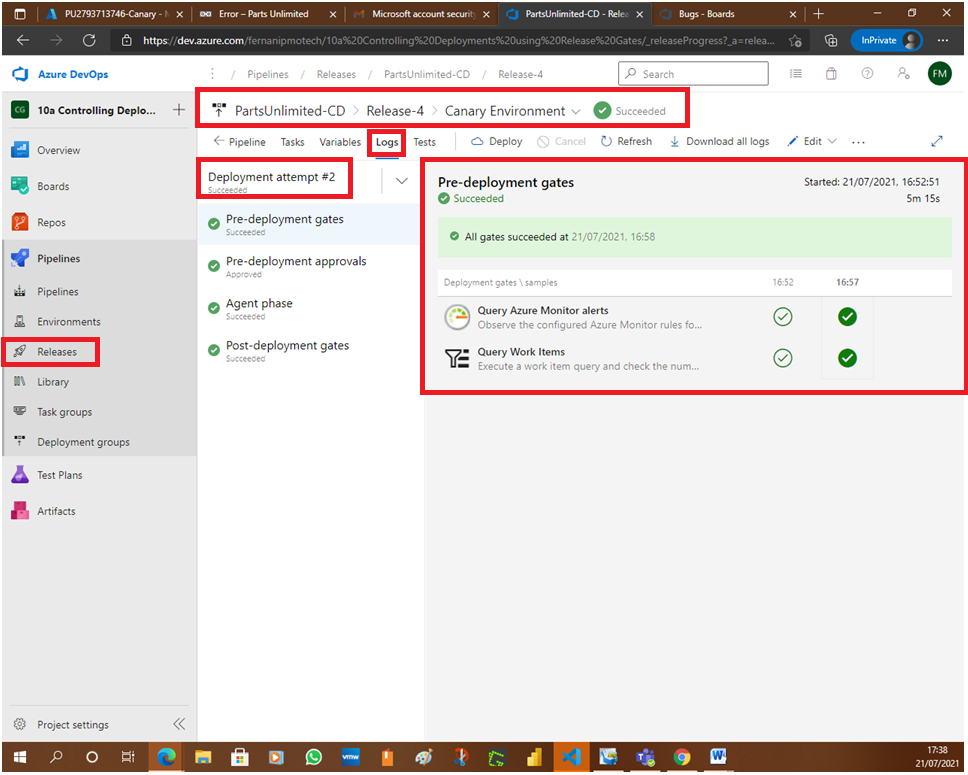 PU2793713746-Canary - M
Error – Parts Unlimited
Microsoft account security
PartsUnlimited-CD - Relea
Bugs - Boards
https://dev.azure.com/fernanipmotech/10a%20Controlling%20Deployments%20using%20Release%20Gates/_releaseProgress?_a=relea...
InPrivate
Azure DevOps
/ Pipelines / Releases / PartsUnlimited-CD / Release-4
Search
FM
CG
10a Controlling Deplo...
PartsUnlimited-CD > Release-4 > Canary Environment
Succeeded
Overview
Boards
Repos
Pipelines
Pipelines
Environments
Releases
Library
Task groups
Deployment groups
Test Plans
Artifacts
Project settings
Pipeline
Tasks
Variables
Logs
Tests
Deploy
Cancel
Refresh
Download all logs
Edit
Deployment attempt #2
Succeeded
Pre-deployment gates
Succeeded
Pre-deployment approvals
Approved
Agent phase
Succeeded
Post-deployment gates
Succeeded
Pre-deployment gates
Succeeded
Started: 21/07/2021, 16:52:51
5m 15s
All gates succeeded at 21/07/2021, 16:58
Deployment gates \ samples
16:52
16:57
Query Azure Monitor alerts
Observe the configured Azure Monitor rules fo...
Query Work Items
Execute a work item query and check the num...
vmw
17:38
21/07/2021